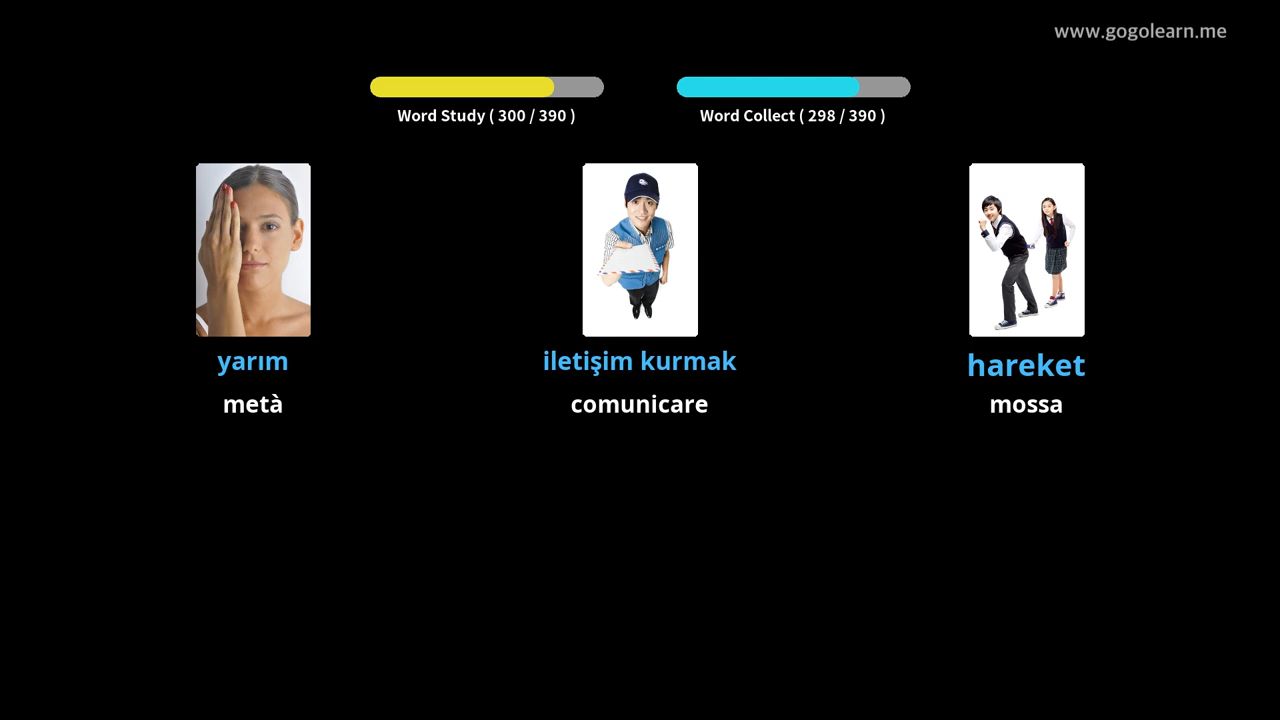 www.gogolearn.me
Word Study ( 300 / 390 )
Word Collect ( 298 / 390 )
yarım
iletişim kurmak
hareket
metà
comunicare
mossa